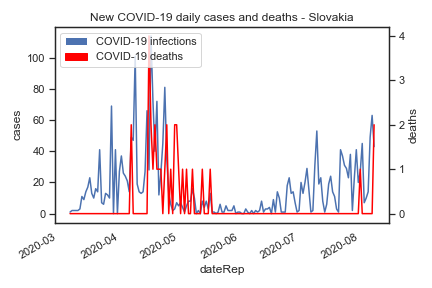 New COVID-19 daily cases and deaths - Slovakia
COVID-19 infections
COVID-19 deaths
cases
100
80
60
40
20
0
deaths
4
3
2
1
0
2020-03
2020-04
2020-05
2020-06
2020-07
2020-08
dateRep